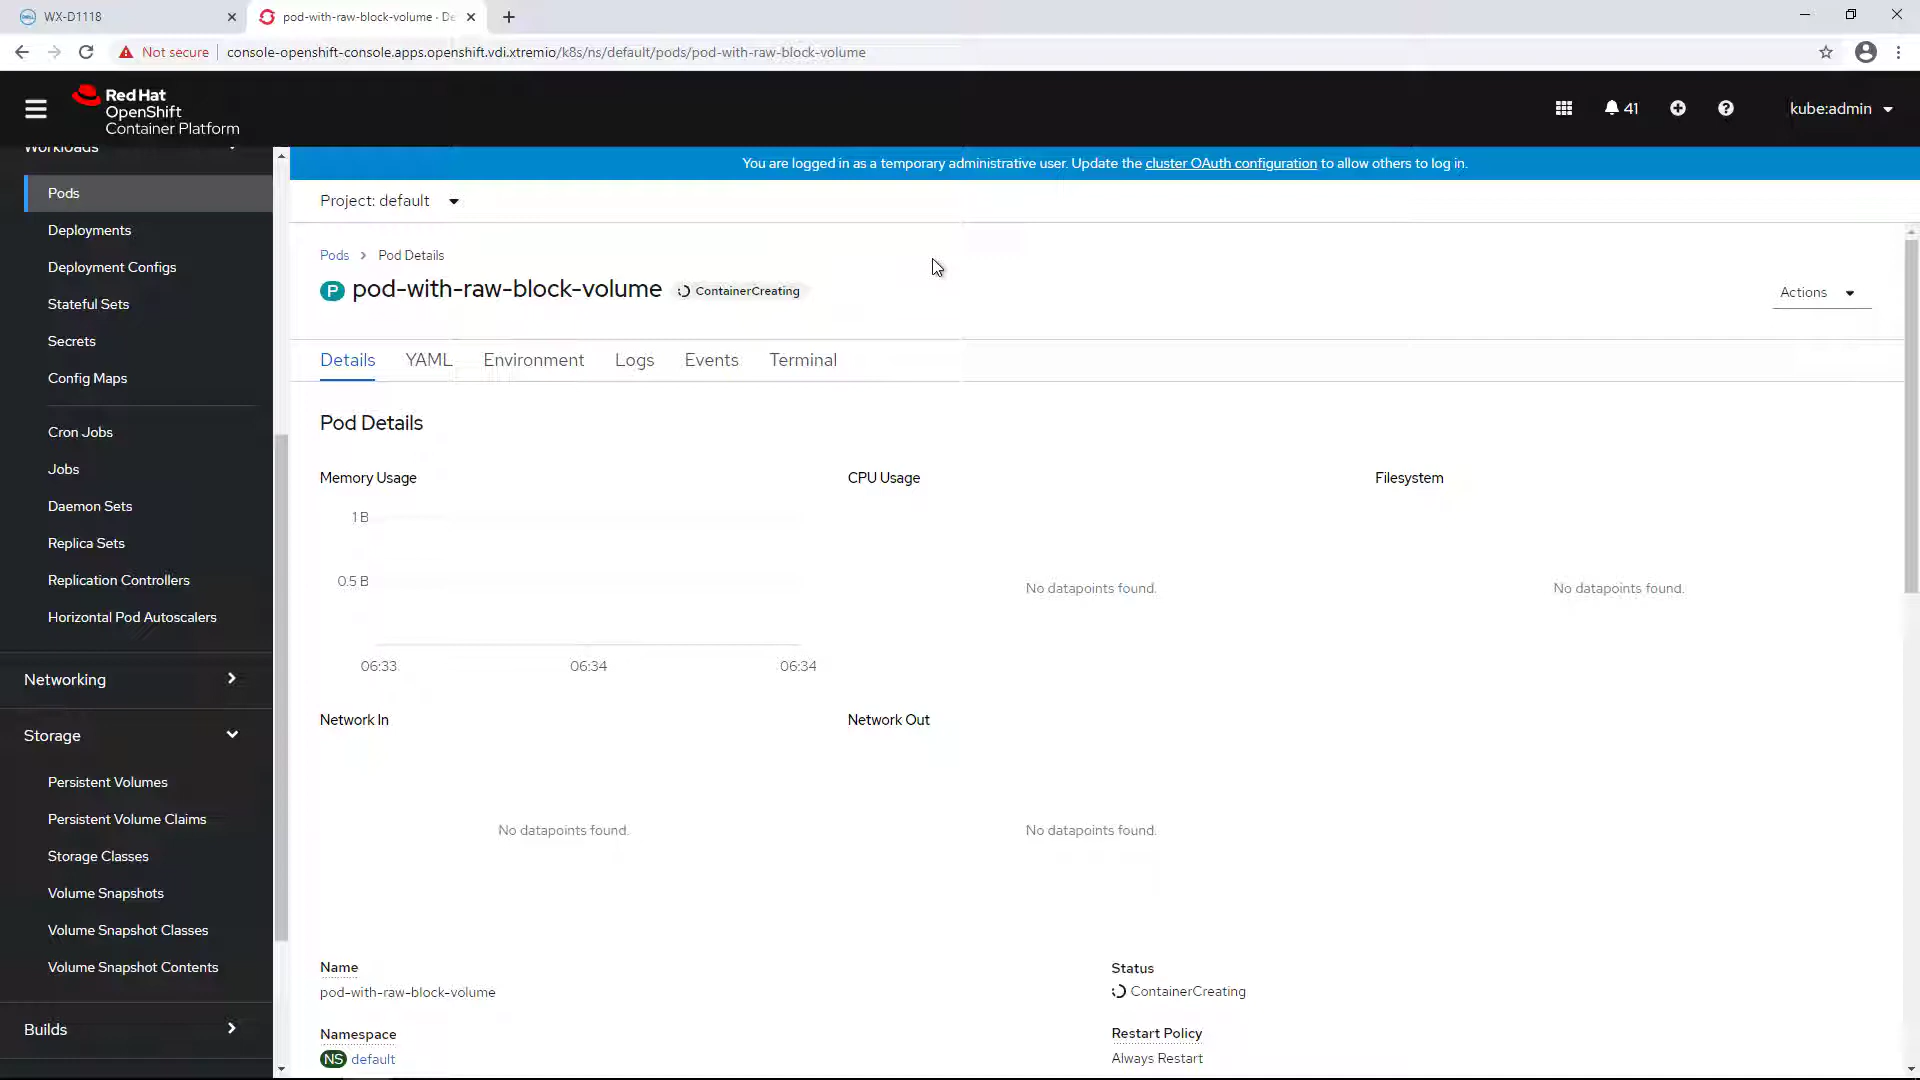 WX-D1118
pod-with-raw-block-volume - De
Not secure
console-openshift-console.apps.openshift.vdi.xtremio/k8s/ns/default/pods/pod-with-raw-block-volume
Red Hat
OpenShift
Container Platform
41
kube:admin
Workloads
Pods
Deployments
Deployment Configs
Stateful Sets
Secrets
Config Maps
Cron Jobs
Jobs
Daemon Sets
Replica Sets
Replication Controllers
Horizontal Pod Autoscalers
Networking
Storage
Persistent Volumes
Persistent Volume Claims
Storage Classes
Volume Snapshots
Volume Snapshot Classes
Volume Snapshot Contents
Builds
You are logged in as a temporary administrative user. Update the cluster OAuth configuration to allow others to log in.
Project: default
Pods
Pod Details
P pod-with-raw-block-volume
ContainerCreating
Actions
Details
YAML
Environment
Logs
Events
Terminal
Pod Details
Memory Usage
1 B
0.5 B
06:33
06:34
06:34
CPU Usage
No datapoints found.
Filesystem
No datapoints found.
Network In
No datapoints found.
Network Out
No datapoints found.
Name
pod-with-raw-block-volume
Namespace
NS default
Status
ContainerCreating
Restart Policy
Always Restart